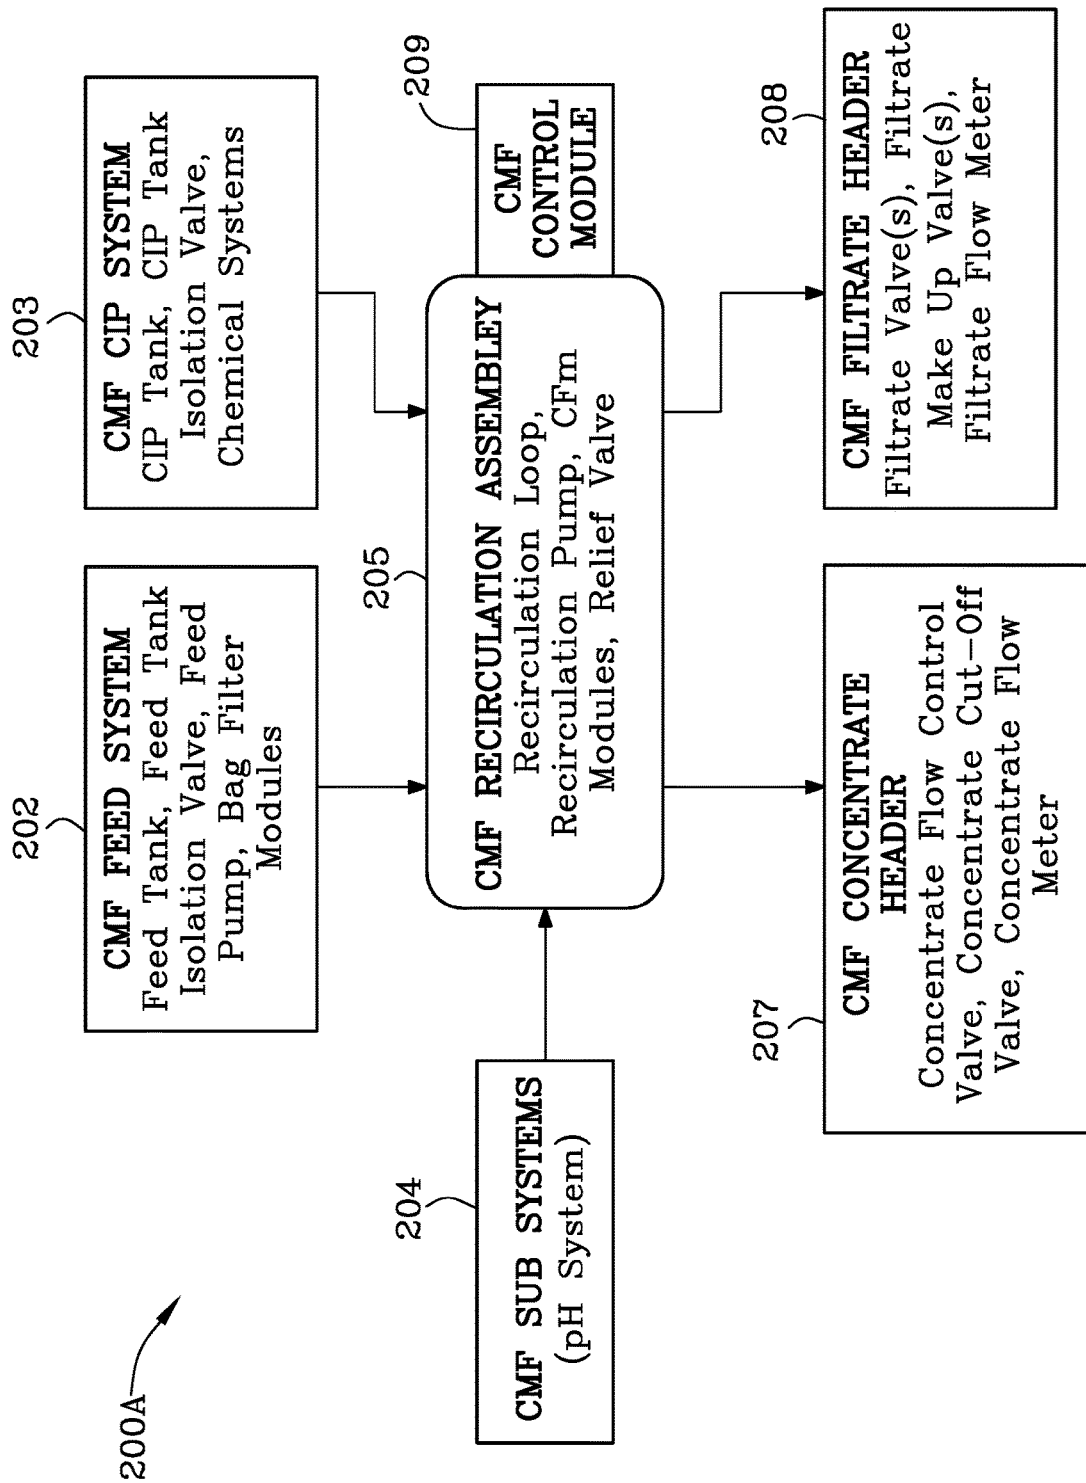 200A
202
CMF FEED SYSTEM
Feed Tank, Feed Tank
Isolation Valve, Feed
Pump, Bag Filter
Modules
203
CMF CIP SYSTEM
CIP Tank, CIP Tank
Isolation Valve,
Chemical Systems
204
CMF SUB SYSTEMS
(pH System)
205
CMF RECIRCULATION ASSEMBLEY
Recirculation Loop,
Recirculation Pump, CFm
Modules, Relief Valve
209
CMF
CONTROL
MODULE
207
CMF CONCENTRATE
HEADER
Concentrate Flow Control
Valve, Concentrate Cut-Off
Valve, Concentrate Flow
Meter
208
CMF FILTRATE HEADER
Filtrate Valve(s), Filtrate
Make Up Valve(s),
Filtrate Flow Meter